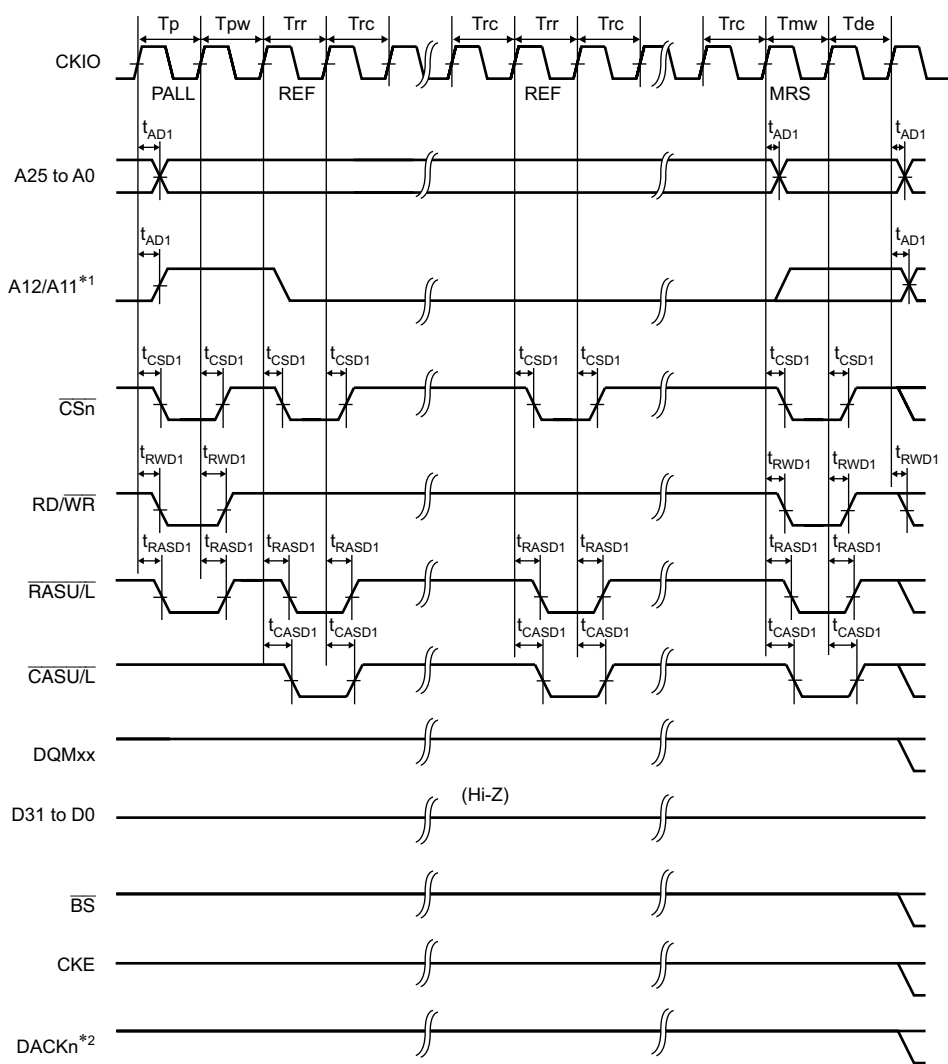 Tp Tpw Trr Trc Trc Trr Trc Trc Tmw Tde
CKIO
PALL REF REF MRS
tAD1 tAD1 tAD1
A25 to A0
tAD1 tAD1
A12/A11*1
tCSD1 tCSD1 tCSD1 tCSD1 tCSD1 tCSD1 tCSD1 tCSD1
CSn
tRWD1 tRWD1 tRWD1 tRWD1 tRWD1
RD/WR
tRASD1 tRASD1 tRASD1 tRASD1 tRASD1 tRASD1 tRASD1 tRASD1
RASU/L
tCASD1 tCASD1 tCASD1 tCASD1 tCASD1 tCASD1
CASU/L
DQMxx
(Hi-Z)
D31 to D0
BS
CKE
DACKn*2